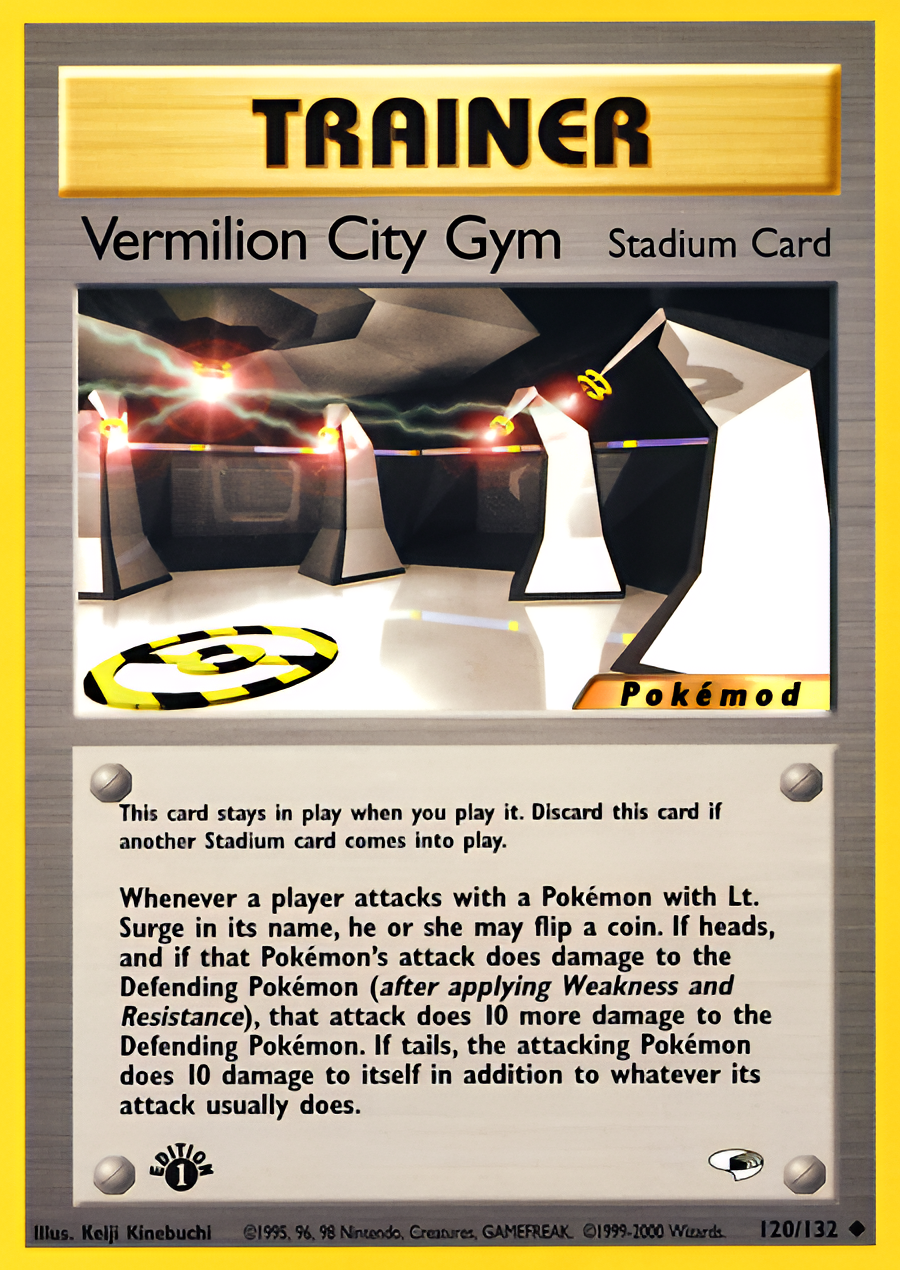 TRAINER
Vermilion City Gym Stadium Card
Pokémod
This card stays in play when you play it. Discard this card if
another Stadium card comes into play.
Whenever a player attacks with a Pokémon with Lt.
Surge in its name, he or she may flip a coin. If heads,
and if that Pokémon's attack does damage to the
Defending Pokémon (after applying Weakness and
Resistance), that attack does 10 more damage to the
Defending Pokémon. If tails, the attacking Pokémon
does 10 damage to itself in addition to whatever its
attack usually does.
EDITION
1
Illus. Keiji Kinebuchi ©1995, 96, 98 Nintendo, Creatures, GAMEFREAK. ©1999-2000 Wizards. 120/132